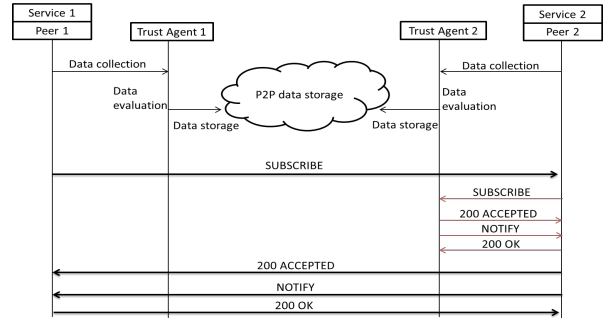 Service 1
Peer 1
Trust Agent 1
Trust Agent 2
Service 2
Peer 2
Data collection
Data collection
Data
evaluation
P2P data storage
Data
evaluation
Data storage
Data storage
SUBSCRIBE
SUBSCRIBE
200 ACCEPTED
NOTIFY
200 OK
200 ACCEPTED
NOTIFY
200 OK